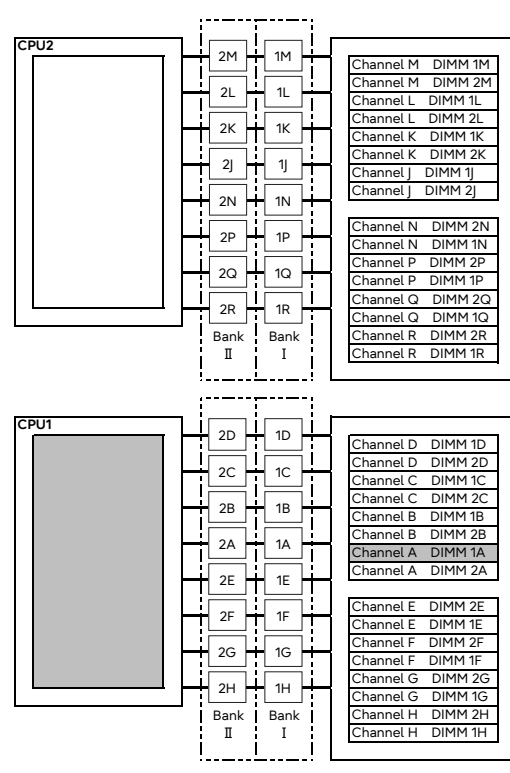 CPU2
2M 1M
2L 1L
2K 1K
2J 1J
2N 1N
2P 1P
2Q 1Q
2R 1R
Bank Bank
II I
Channel M DIMM 1M
Channel M DIMM 2M
Channel L DIMM 1L
Channel L DIMM 2L
Channel K DIMM 1K
Channel K DIMM 2K
Channel J DIMM 1J
Channel J DIMM 2J
Channel N DIMM 2N
Channel N DIMM 1N
Channel P DIMM 2P
Channel P DIMM 1P
Channel Q DIMM 2Q
Channel Q DIMM 1Q
Channel R DIMM 2R
Channel R DIMM 1R
CPU1
2D 1D
2C 1C
2B 1B
2A 1A
2E 1E
2F 1F
2G 1G
2H 1H
Bank Bank
II I
Channel D DIMM 1D
Channel D DIMM 2D
Channel C DIMM 1C
Channel C DIMM 2C
Channel B DIMM 1B
Channel B DIMM 2B
Channel A DIMM 1A
Channel A DIMM 2A
Channel E DIMM 2E
Channel E DIMM 1E
Channel F DIMM 2F
Channel F DIMM 1F
Channel G DIMM 2G
Channel G DIMM 1G
Channel H DIMM 2H
Channel H DIMM 1H